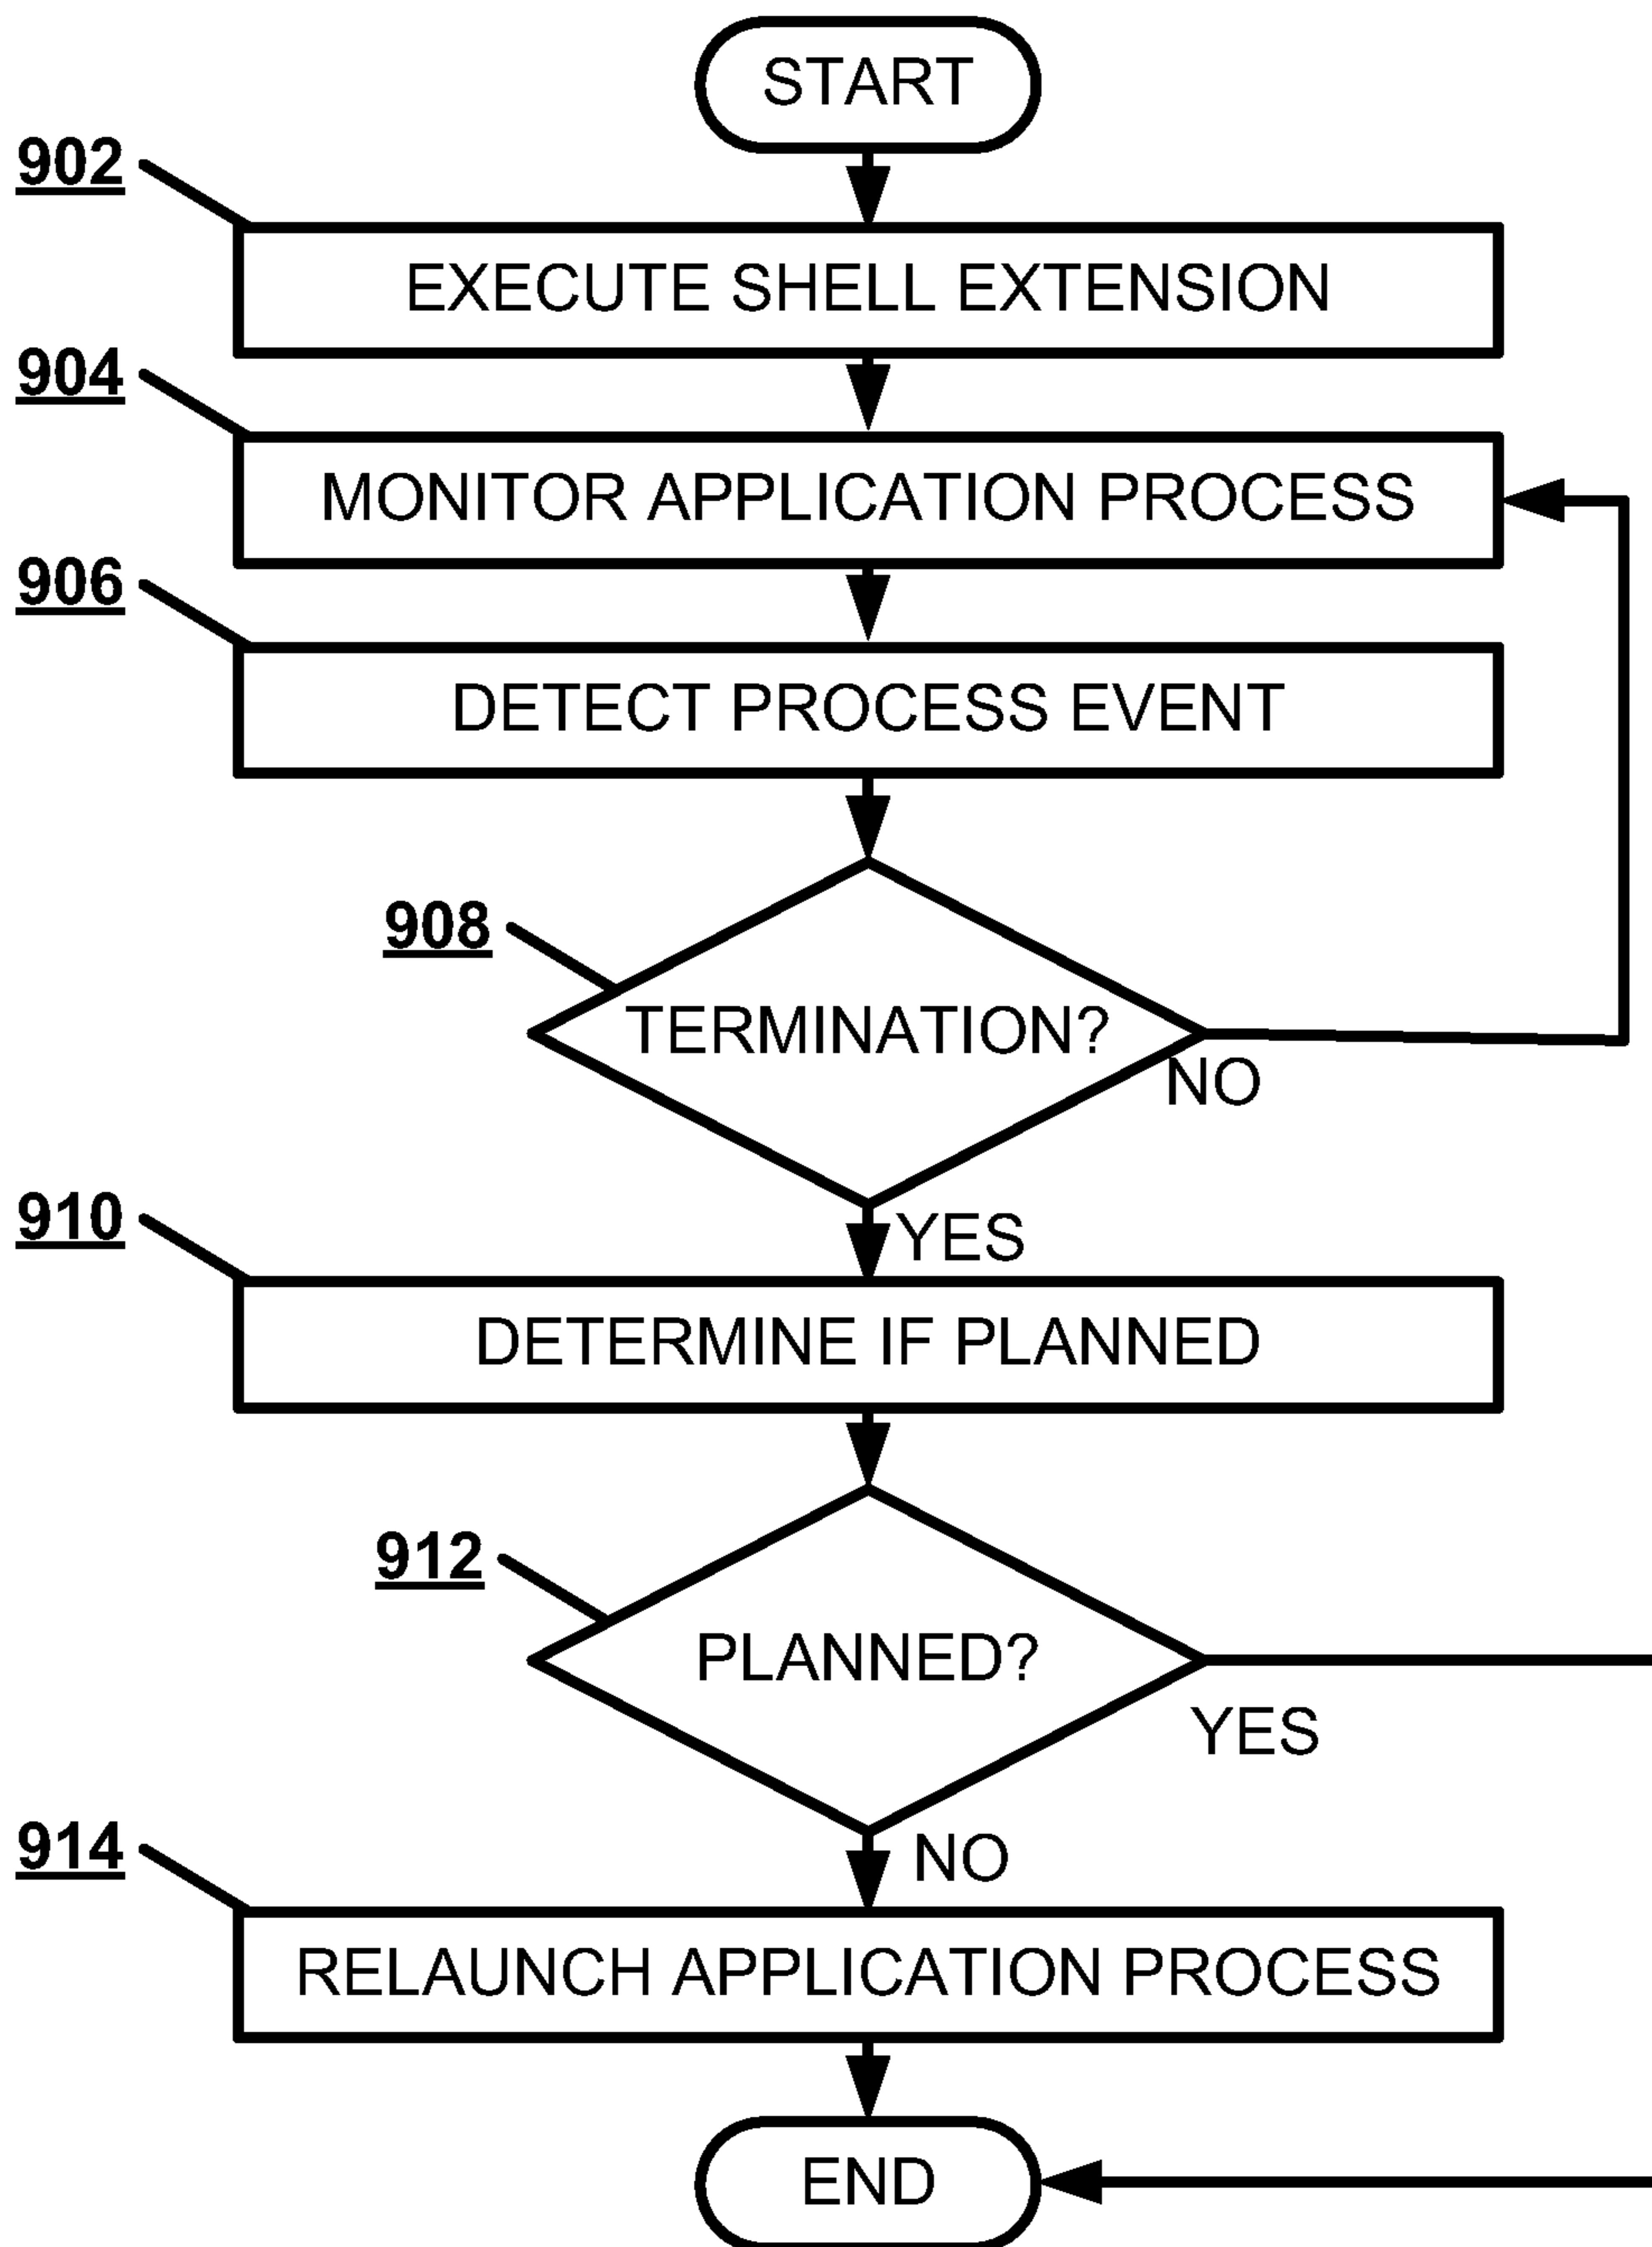 START
902
EXECUTE SHELL EXTENSION
904
MONITOR APPLICATION PROCESS
906
DETECT PROCESS EVENT
908
TERMINATION?
NO
YES
910
DETERMINE IF PLANNED
912
PLANNED?
YES
NO
914
RELAUNCH APPLICATION PROCESS
END